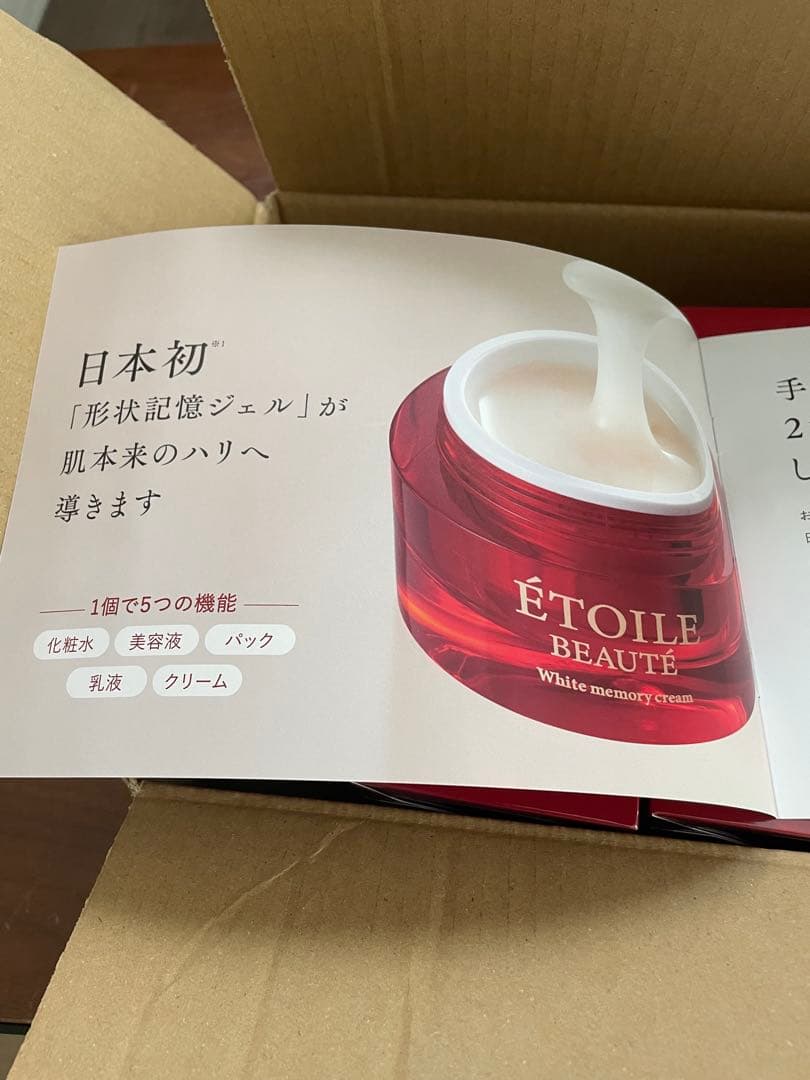 日本初※1
「形状記憶ジェル」が
肌本来のハリへ
導きます
1個で5つの機能
化粧水 美容液 パック
乳液 クリーム
ÉTOILE
BEAUTÉ
White memory cream
手
2
し